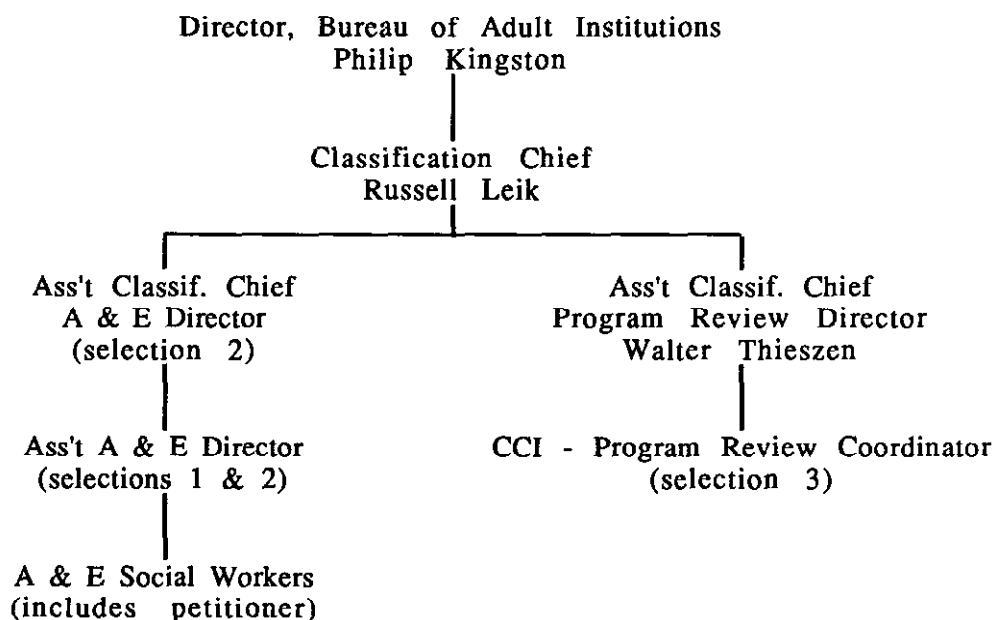 Director, Bureau of Adult Institutions
Philip Kingston
Classification Chief
Russell Leik
Ass't Classif. Chief
A & E Director
(selection 2)
Ass't Classif. Chief
Program Review Director
Walter Thieszen
Ass't A & E Director
(selections 1 & 2)
CCI - Program Review Coordinator
(selection 3)
A & E Social Workers
(includes petitioner)